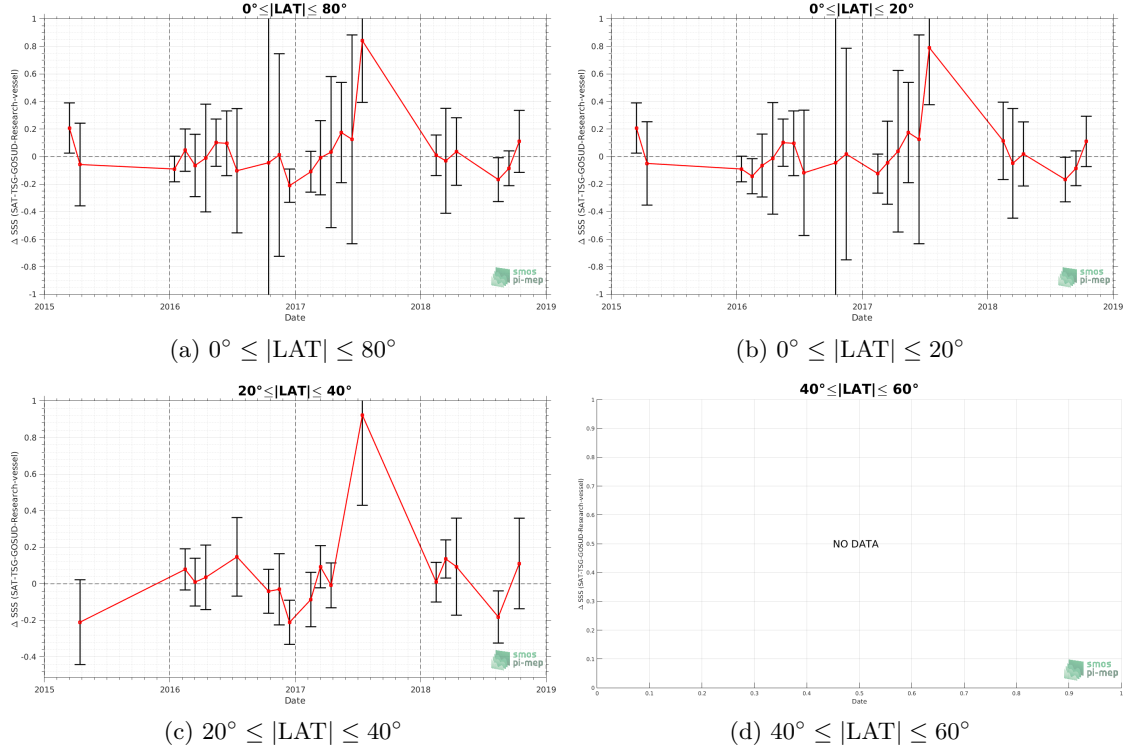 0°≤|LAT|≤ 80°
Δ SSS (SAT-TSG-GOSUD-Research-vessel)
1
0.8
0.6
0.4
0.2
0
-0.2
-0.4
-0.6
-0.8
-1
2015
2016
2017
2018
2019
Date
smos
pi-mep
(a) 0° ≤ |LAT| ≤ 80°
0°≤|LAT|≤ 20°
Δ SSS (SAT-TSG-GOSUD-Research-vessel)
1
0.8
0.6
0.4
0.2
0
-0.2
-0.4
-0.6
-0.8
-1
2015
2016
2017
2018
2019
Date
smos
pi-mep
(b) 0° ≤ |LAT| ≤ 20°
20°≤|LAT|≤ 40°
Δ SSS (SAT-TSG-GOSUD-Research-vessel)
1
0.8
0.6
0.4
0.2
0
-0.2
-0.4
2015
2016
2017
2018
2019
Date
smos
pi-mep
(c) 20° ≤ |LAT| ≤ 40°
40°≤|LAT|≤ 60°
Δ SSS (SAT-TSG-GOSUD-Research-vessel)
1
0.9
0.8
0.7
0.6
0.5
0.4
0.3
0.2
0.1
0
NO DATA
0
0.1
0.2
0.3
0.4
0.5
0.6
0.7
0.8
0.9
1
Date
smos
pi-mep
(d) 40° ≤ |LAT| ≤ 60°